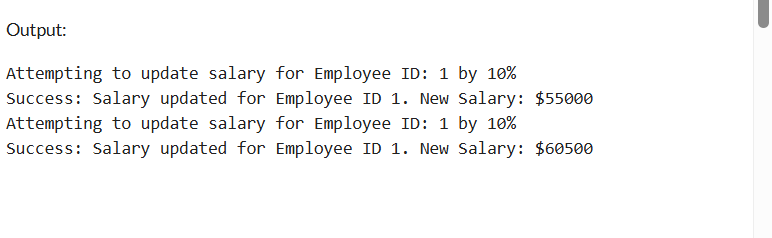 Output:
Attempting to update salary for Employee ID: 1 by 10%
Success: Salary updated for Employee ID 1. New Salary: $55000
Attempting to update salary for Employee ID: 1 by 10%
Success: Salary updated for Employee ID 1. New Salary: $60500